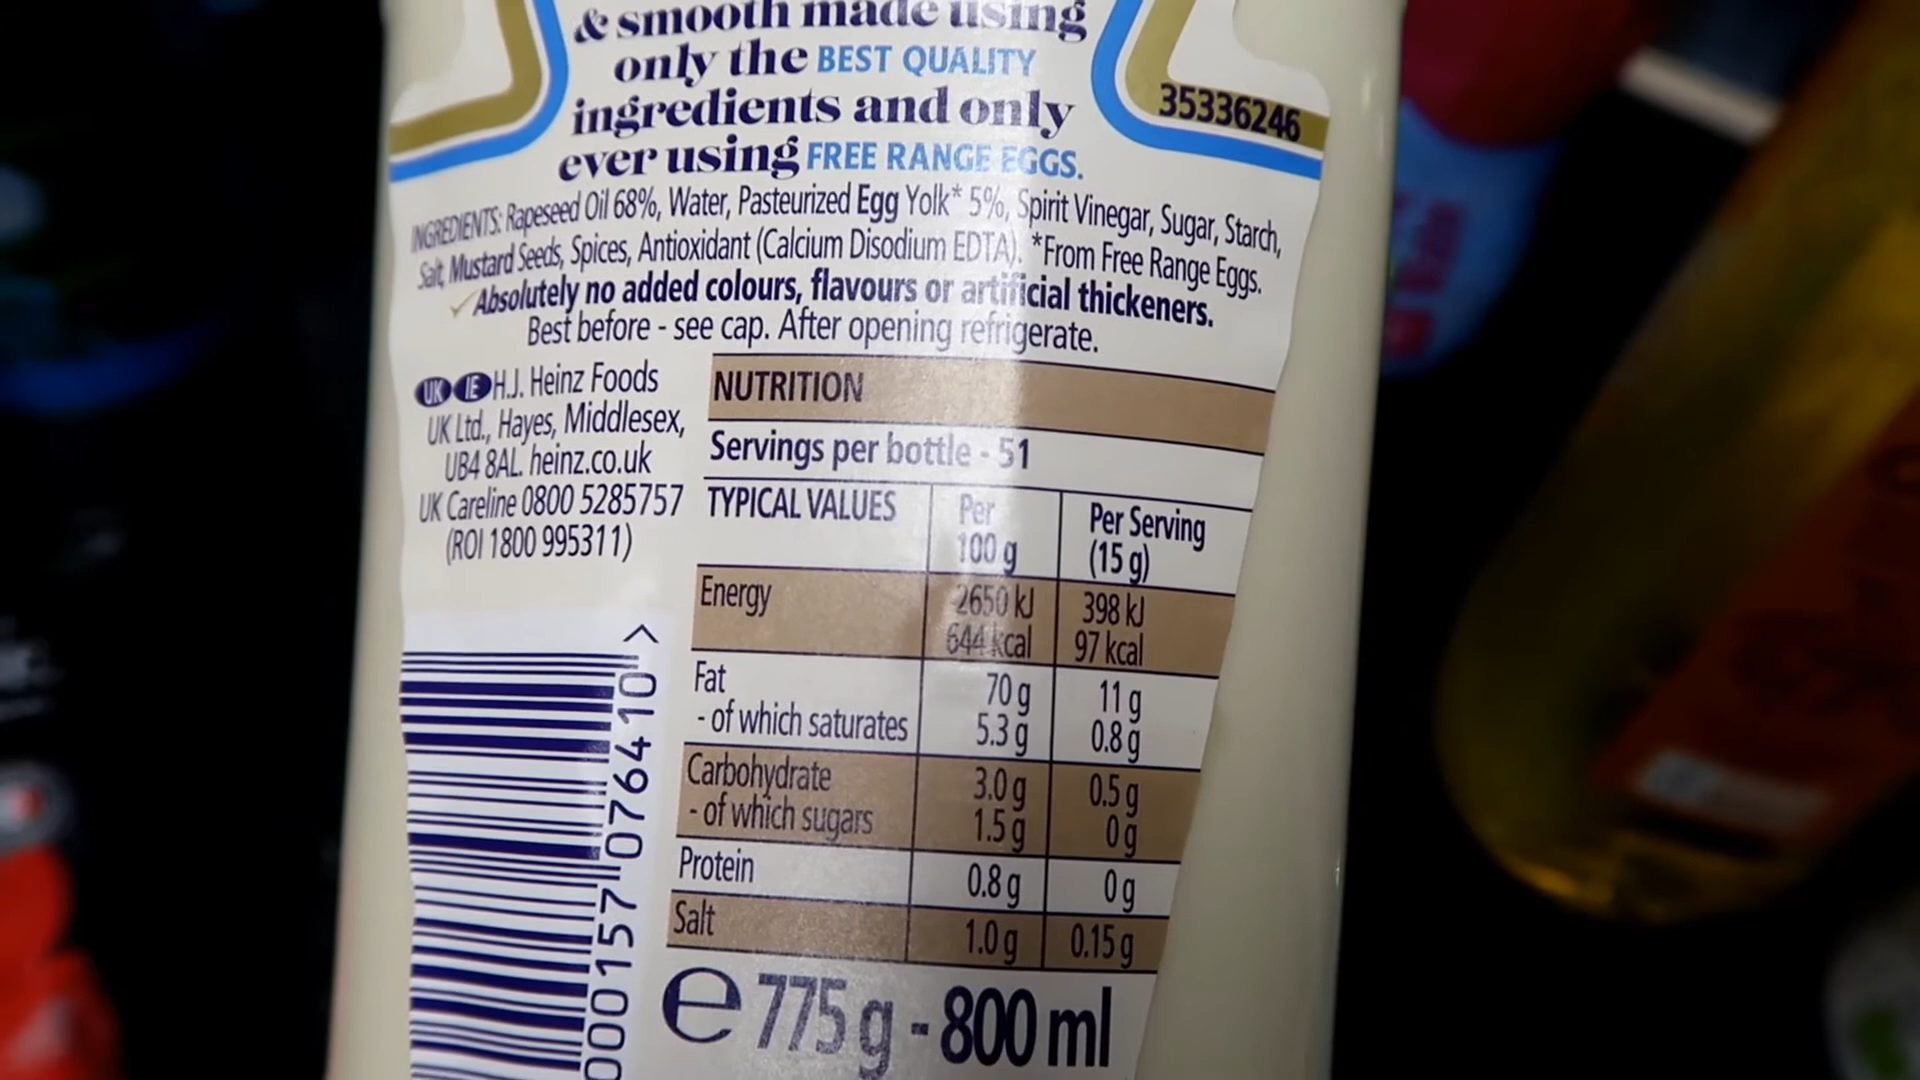 & smooth made using
only the BEST QUALITY
ingredients and only
ever using FREE RANGE EGGS.
35336246
INGREDIENTS: Rapeseed Oil 68%, Water, Pasteurized Egg Yolk* 5%, Spirit Vinegar, Sugar, Starch,
Salt, Mustard Seeds, Spices, Antioxidant (Calcium Disodium EDTA). *From Free Range Eggs.
✓ Absolutely no added colours, flavours or artificial thickeners.
Best before - see cap. After opening refrigerate.
UK IE H.J. Heinz Foods
UK Ltd., Hayes, Middlesex,
UB4 8AL. heinz.co.uk
UK Careline 0800 5285757
(ROI 1800 995311)
NUTRITION
Servings per bottle - 51
TYPICAL VALUES Per 100 g Per Serving (15 g)
Energy 2650 kJ 398 kJ
644 kcal 97 kcal
Fat 70 g 11 g
- of which saturates 5.3 g 0.8 g
Carbohydrate 3.0 g 0.5 g
- of which sugars 1.5 g 0 g
Protein 0.8 g 0 g
Salt 1.0 g 0.15 g
e 775 g - 800 ml
000157 076410 >